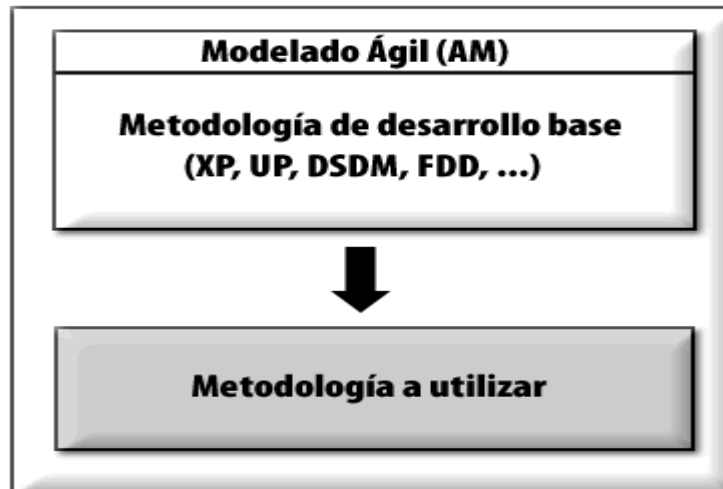 Modelado Ágil (AM)
Metodología de desarrollo base
(XP, UP, DSDM, FDD, ...)
Metodología a utilizar